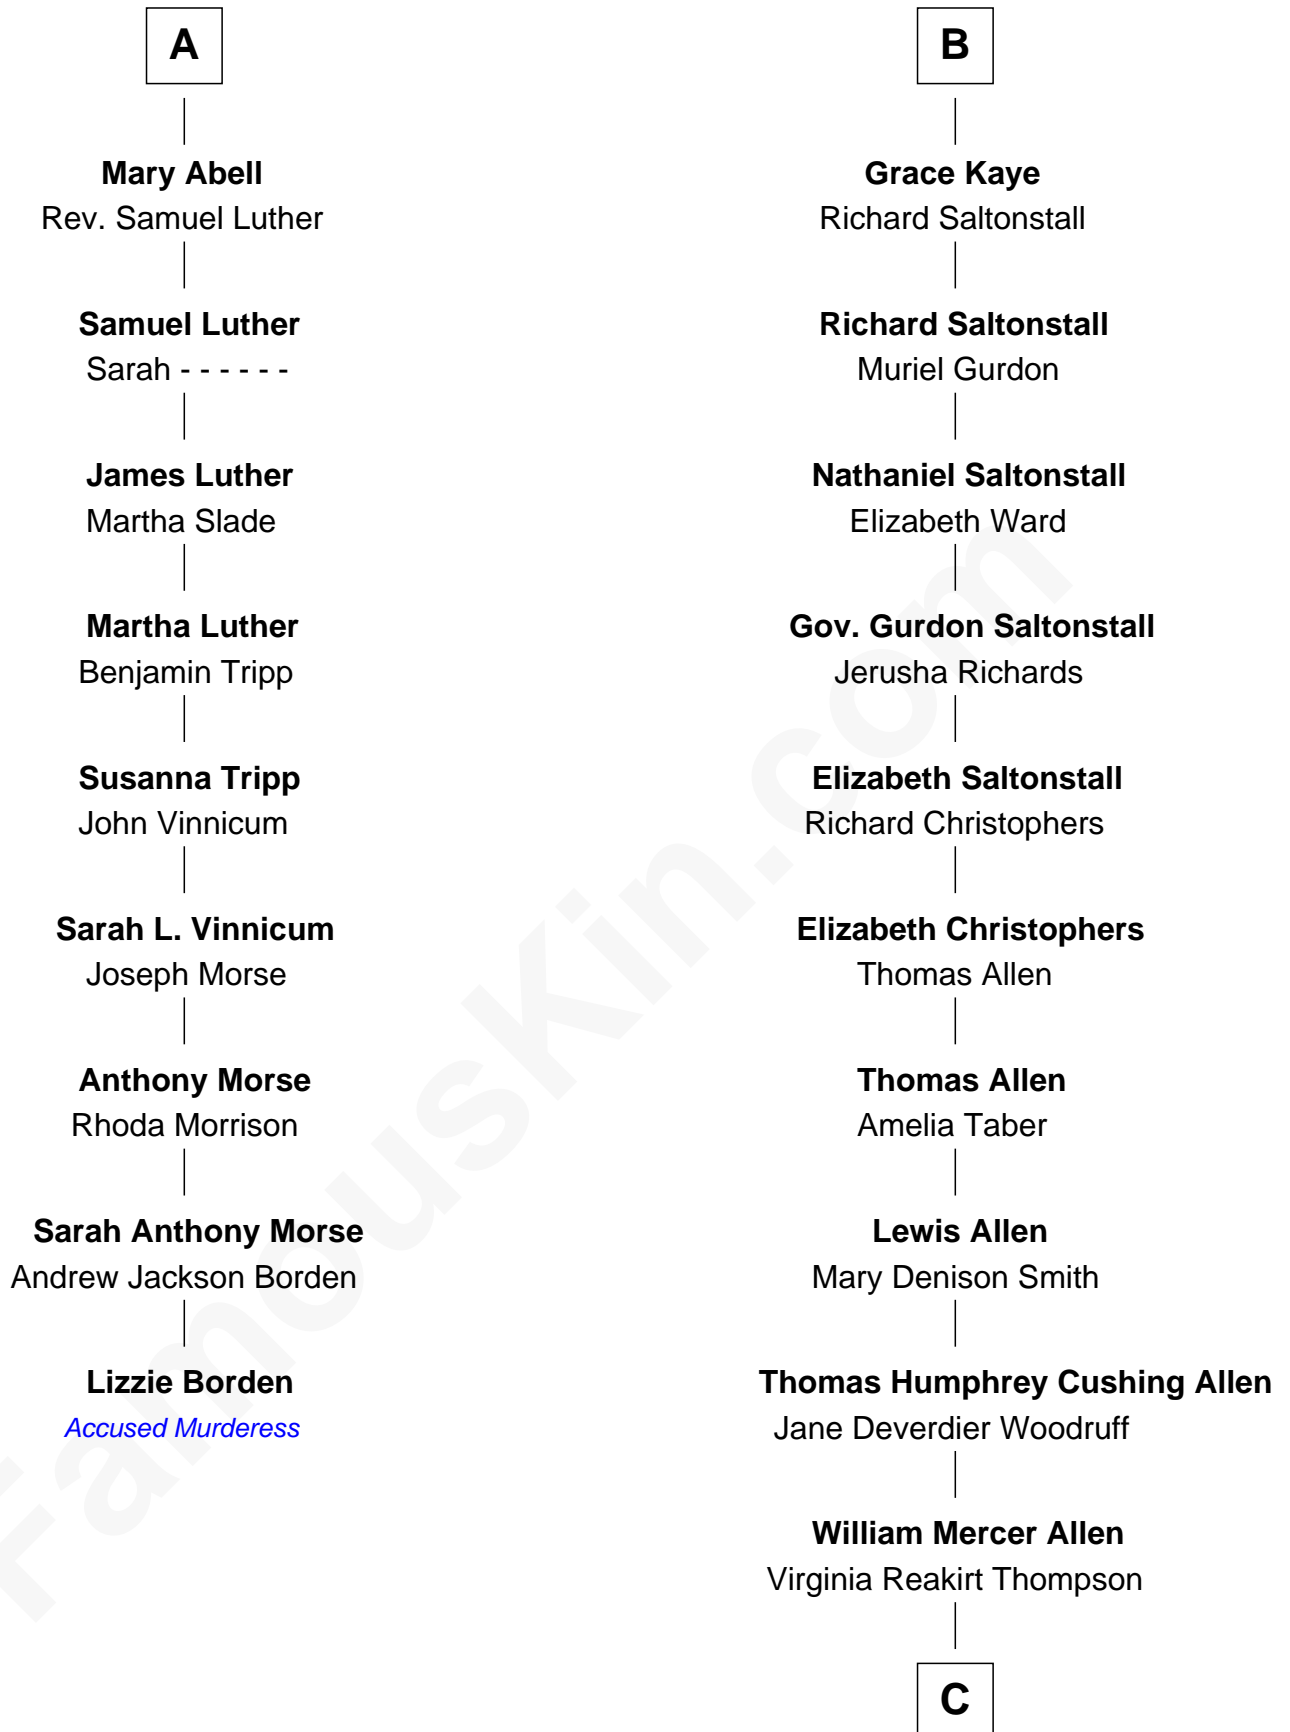 A
Mary Abell
Rev. Samuel Luther
Samuel Luther
Sarah - - - - - -
James Luther
Martha Slade
Martha Luther
Benjamin Tripp
Susanna Tripp
John Vinnicum
Sarah L. Vinnicum
Joseph Morse
Anthony Morse
Rhoda Morrison
Sarah Anthony Morse
Andrew Jackson Borden
Lizzie Borden
Accused Murderess
B
Grace Kaye
Richard Saltonstall
Richard Saltonstall
Muriel Gurdon
Nathaniel Saltonstall
Elizabeth Ward
Gov. Gurdon Saltonstall
Jerusha Richards
Elizabeth Saltonstall
Richard Christophers
Elizabeth Christophers
Thomas Allen
Thomas Allen
Amelia Taber
Lewis Allen
Mary Denison Smith
Thomas Humphrey Cushing Allen
Jane Deverdier Woodruff
William Mercer Allen
Virginia Reakirt Thompson
C
FamousKin.com